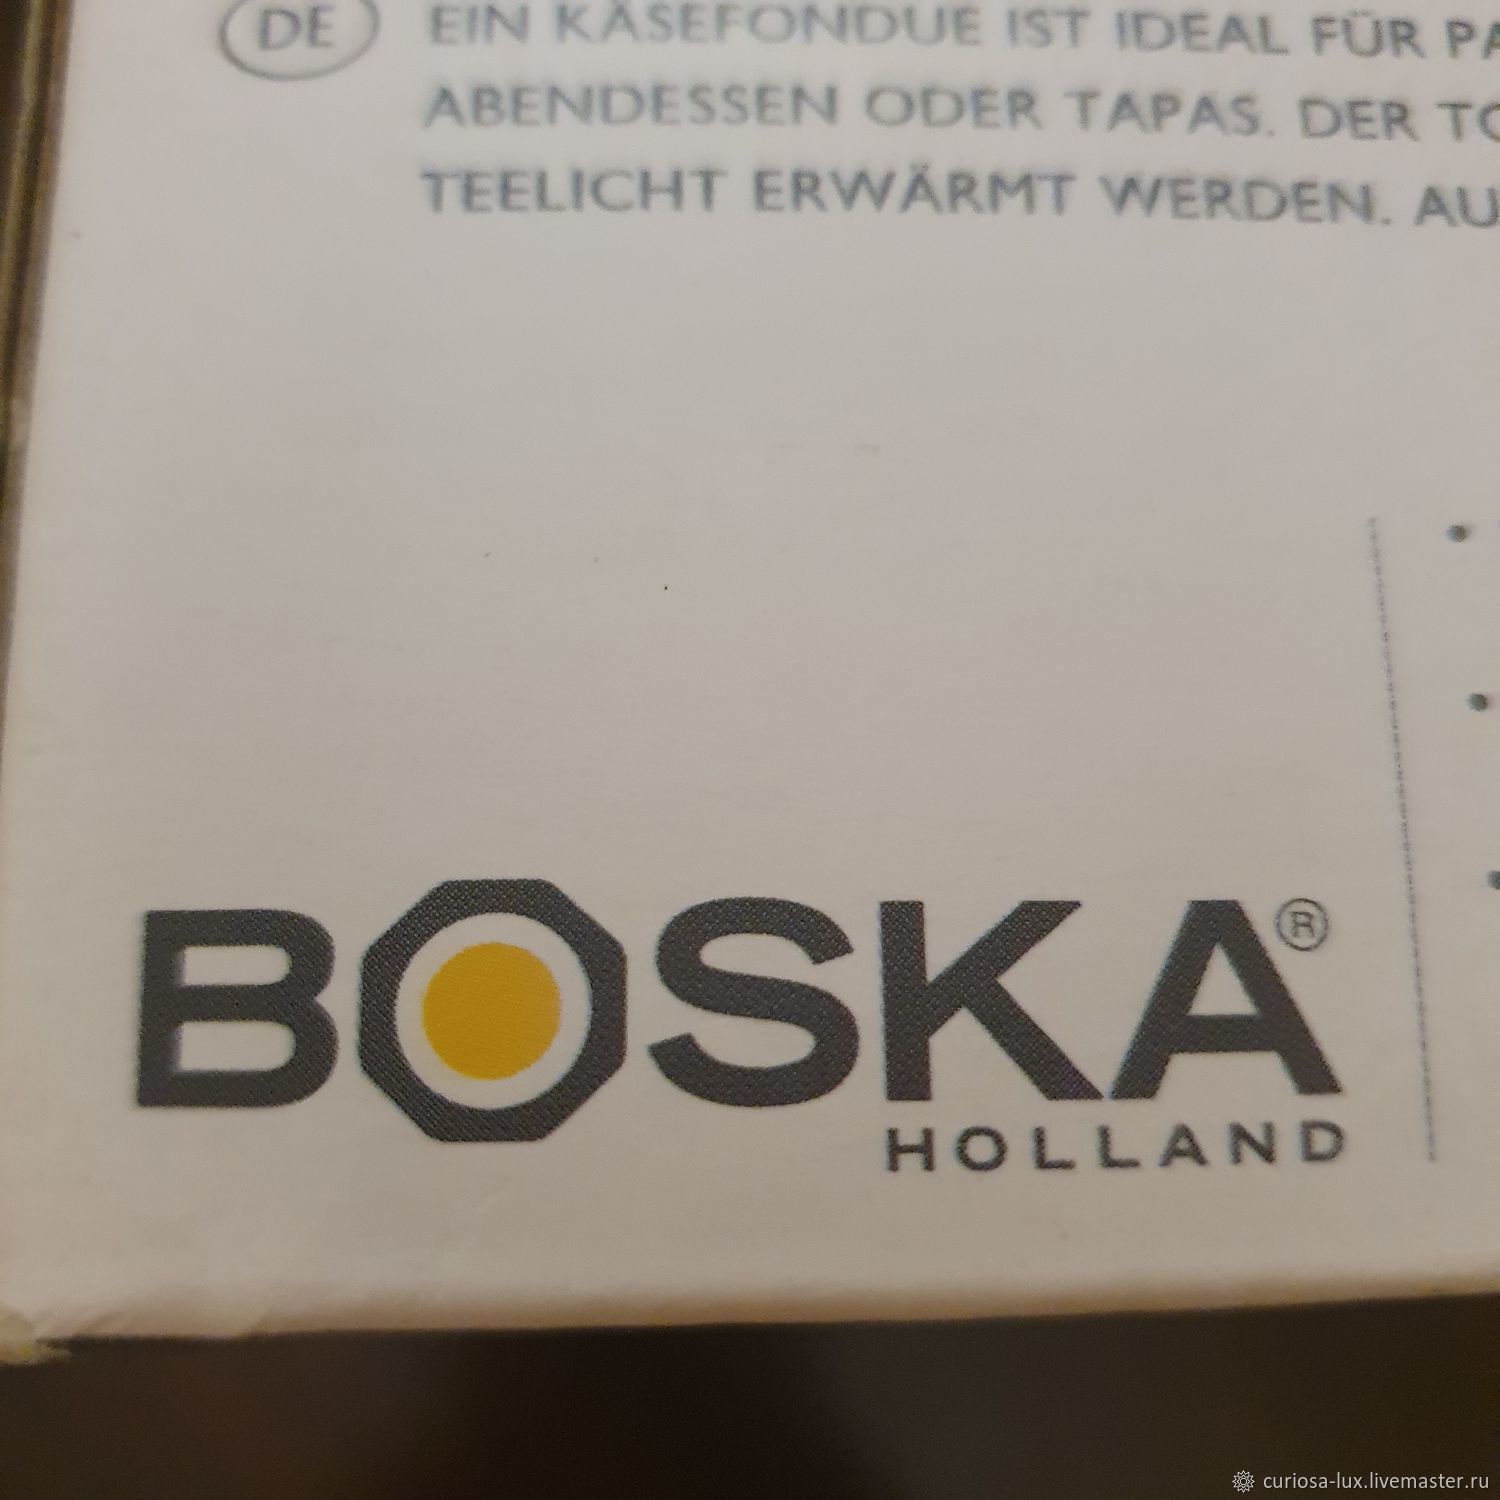 DE EIN KÄSEFONDUE IST IDEAL FÜR PA
ABENDESSEN ODER TAPAS. DER TO
TEELICHT ERWÄRMT WERDEN. AU
BOSKA®
HOLLAND
curiosa-lux.livemaster.ru